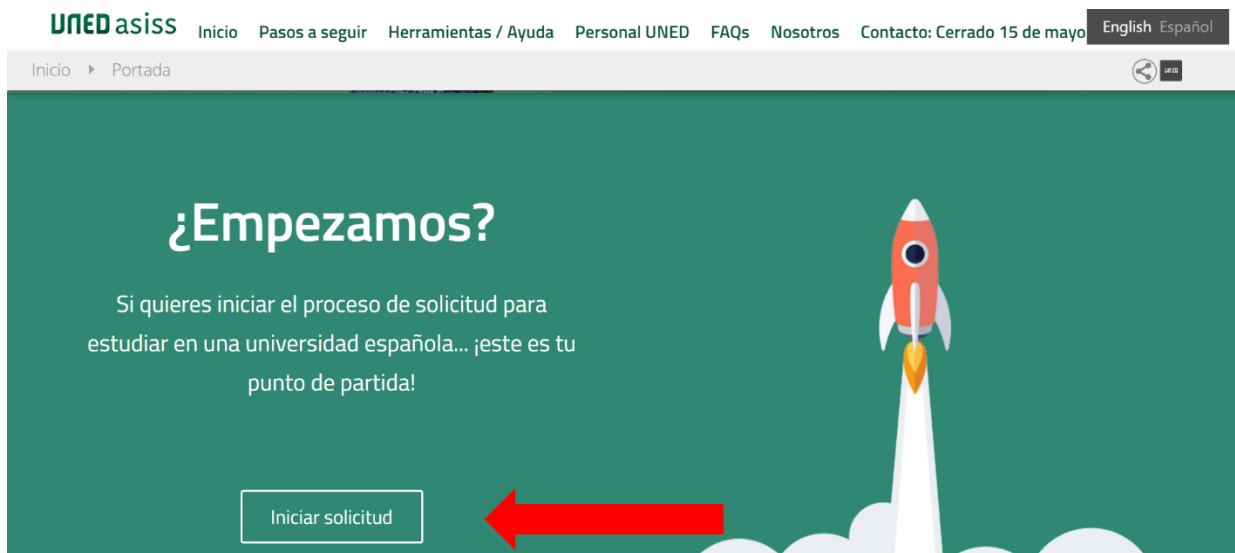 UNED asiss Inicio Pasos a seguir Herramientas / Ayuda Personal UNED FAQs Nosotros Contacto: Cerrado 15 de mayo English Español
Inicio Portada
UNED
¿Empezamos?
Si quieres iniciar el proceso de solicitud para
estudiar en una universidad española... ¡este es tu
punto de partida!
Iniciar solicitud